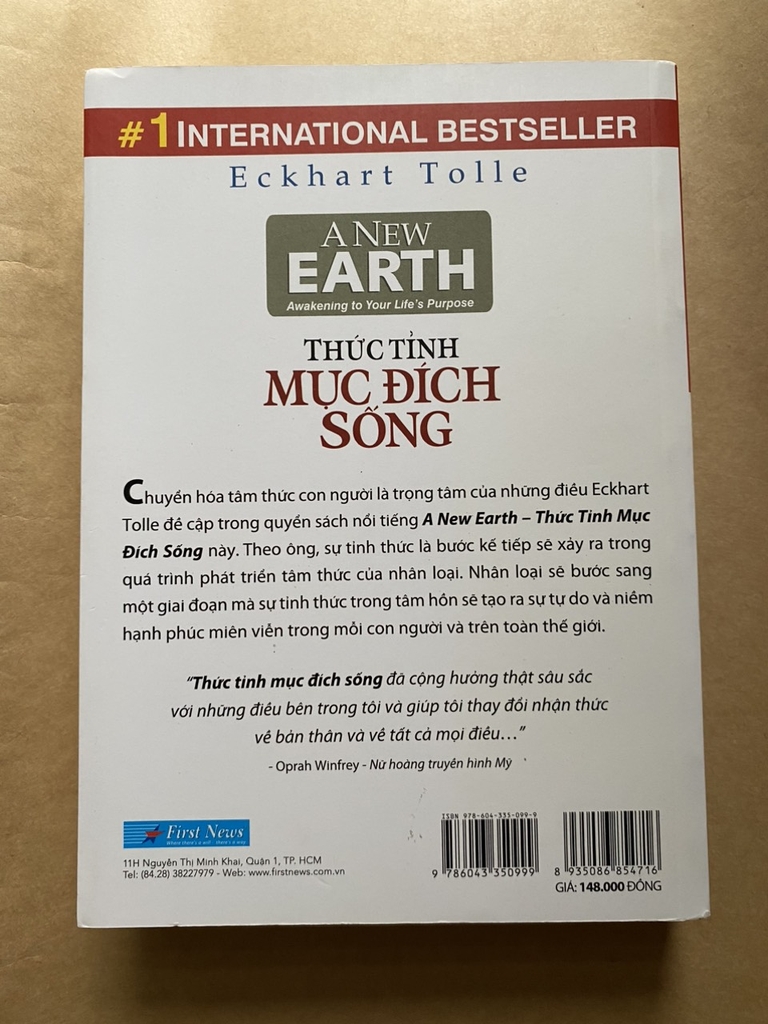 #1 INTERNATIONAL BESTSELLER
Eckhart Tolle
A NEW
EARTH
Awakening to Your Life's Purpose
THỨC TỈNH
MỤC ĐÍCH
SỐNG
Chuyển hóa tâm thức con người là trọng tâm của những điều Eckhart
Tolle đề cập trong quyển sách nổi tiếng A New Earth – Thức Tỉnh Mục
Đích Sống này. Theo ông, sự tỉnh thức là bước kế tiếp sẽ xảy ra trong
quá trình phát triển tâm thức của nhân loại. Nhân loại sẽ bước sang
một giai đoạn mà sự tỉnh thức trong tâm hồn sẽ tạo ra sự tự do và niềm
hạnh phúc miên viễn trong mỗi con người và trên toàn thế giới.
"Thức tỉnh mục đích sống đã cộng hưởng thật sâu sắc
với những điều bên trong tôi và giúp tôi thay đổi nhận thức
về bản thân và về tất cả mọi điều..."
- Oprah Winfrey - Nữ hoàng truyền hình Mỹ
First News
Where there's a will - there's a way
11H Nguyễn Thị Minh Khai, Quận 1, TP. HCM
Tel: (84.28) 38227979 - Web: www.firstnews.com.vn
ISBN 978-604-335-099-9
9 786043 350999
8 935086 854716
GIÁ: 148.000 ĐỒNG